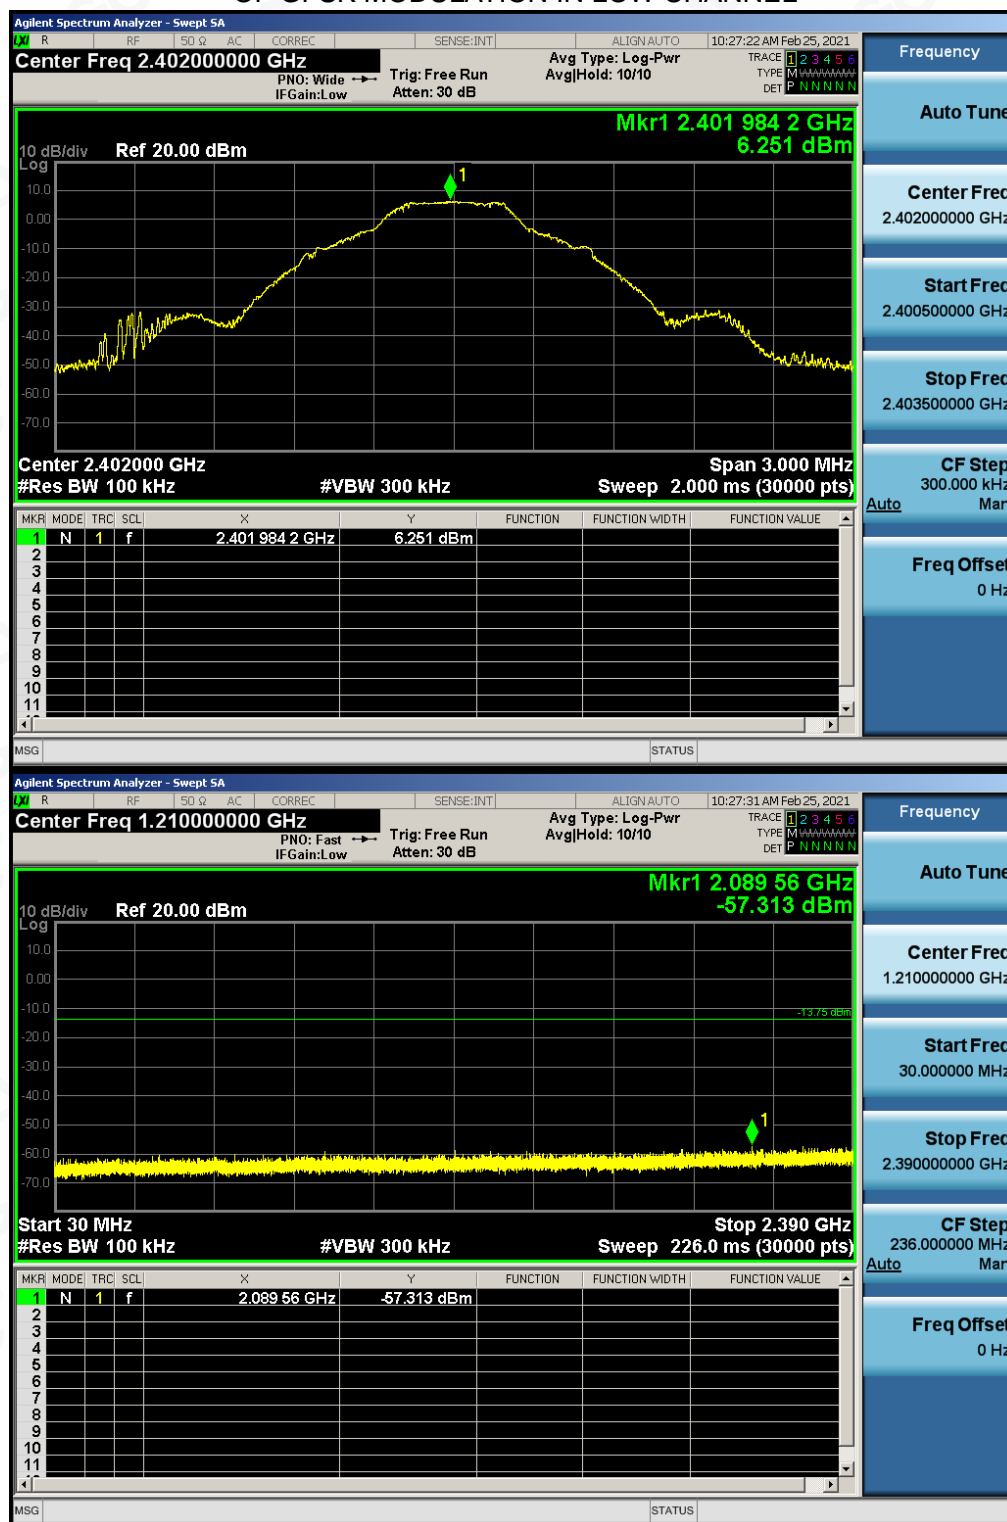 OF GFSK MODULATION IN LOW CHANNEL
Agilent Spectrum Analyzer - Swept SA
LXI R RF 50 Ω AC CORREC SENSE:INT ALIGN AUTO 10:27:22 AM Feb 25, 2021
Center Freq 2.402000000 GHz
PNO: Wide
IFGain:Low
Trig: Free Run
Atten: 30 dB
Avg Type: Log-Pwr
Avg|Hold: 10/10
TRACE 1 2 3 4 5 6
TYPE M WWWWW
DET P N N N N N
Mkr1 2.401 984 2 GHz
6.251 dBm
10 dB/div Ref 20.00 dBm
Log
10.0
0.00
-10.0
-20.0
-30.0
-40.0
-50.0
-60.0
-70.0
1
Center 2.402000 GHz Span 3.000 MHz
#Res BW 100 kHz #VBW 300 kHz Sweep 2.000 ms (30000 pts)
MKR MODE TRC SCL X Y FUNCTION FUNCTION WIDTH FUNCTION VALUE
1 N 1 f 2.401 984 2 GHz 6.251 dBm
2
3
4
5
6
7
8
9
10
11
MSG STATUS
Frequency
Auto Tune
Center Freq
2.402000000 GHz
Start Freq
2.400500000 GHz
Stop Freq
2.403500000 GHz
CF Step
300.000 kHz
Auto Man
Freq Offset
0 Hz
Agilent Spectrum Analyzer - Swept SA
LXI R RF 50 Ω AC CORREC SENSE:INT ALIGN AUTO 10:27:31 AM Feb 25, 2021
Center Freq 1.210000000 GHz
PNO: Fast
IFGain:Low
Trig: Free Run
Atten: 30 dB
Avg Type: Log-Pwr
Avg|Hold: 10/10
TRACE 1 2 3 4 5 6
TYPE M WWWWW
DET P N N N N N
Mkr1 2.089 56 GHz
-57.313 dBm
10 dB/div Ref 20.00 dBm
Log
10.0
0.00
-10.0
-20.0
-30.0
-40.0
-50.0
-60.0
-70.0
-13.75 dBm
1
Start 30 MHz Stop 2.390 GHz
#Res BW 100 kHz #VBW 300 kHz Sweep 226.0 ms (30000 pts)
MKR MODE TRC SCL X Y FUNCTION FUNCTION WIDTH FUNCTION VALUE
1 N 1 f 2.089 56 GHz -57.313 dBm
2
3
4
5
6
7
8
9
10
11
MSG STATUS
Frequency
Auto Tune
Center Freq
1.210000000 GHz
Start Freq
30.000000 MHz
Stop Freq
2.390000000 GHz
CF Step
236.000000 MHz
Auto Man
Freq Offset
0 Hz